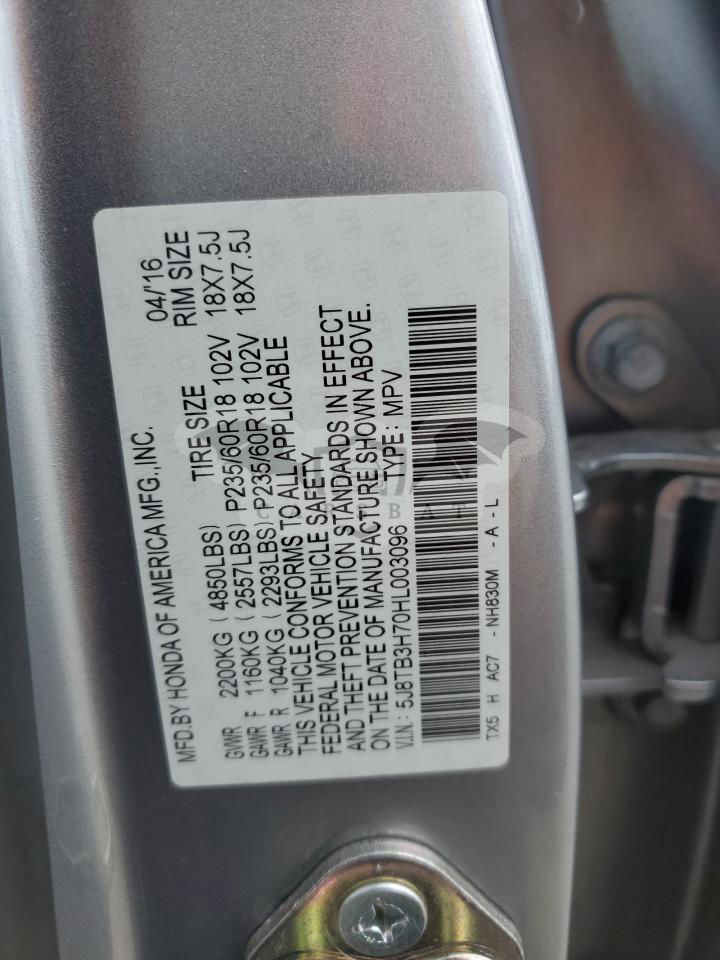 MFD.BY HONDA OF AMERICA MFG.,INC. 04/'16
TIRE SIZE RIM SIZE
GVWR 2200KG ( 4850LBS)
GAWR F 1160KG ( 2557LBS) P235/60R18 102V 18X7.5J
GAWR R 1040KG ( 2293LBS) P235/60R18 102V 18X7.5J
THIS VEHICLE CONFORMS TO ALL APPLICABLE
FEDERAL MOTOR VEHICLE SAFETY
AND THEFT PREVENTION STANDARDS IN EFFECT
ON THE DATE OF MANUFACTURE SHOWN ABOVE.
V.I.N.: 5J8TB3H70HL003096 TYPE: MPV
TX5 H AC7 - NH830M - A - L